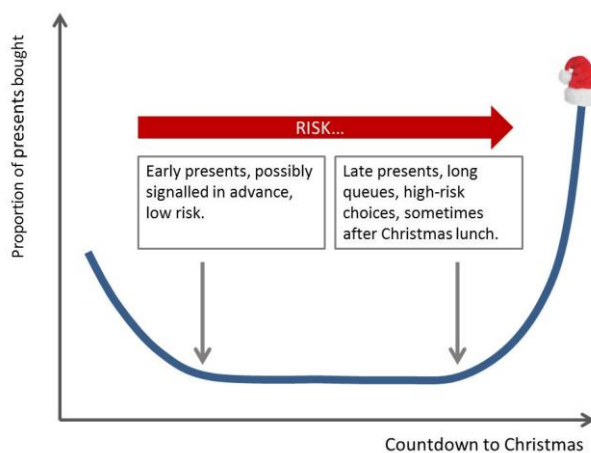 Proportion of presents bought
RISK...
Early presents, possibly
signalled in advance,
low risk.
Late presents, long
queues, high-risk
choices, sometimes
after Christmas lunch.
Countdown to Christmas